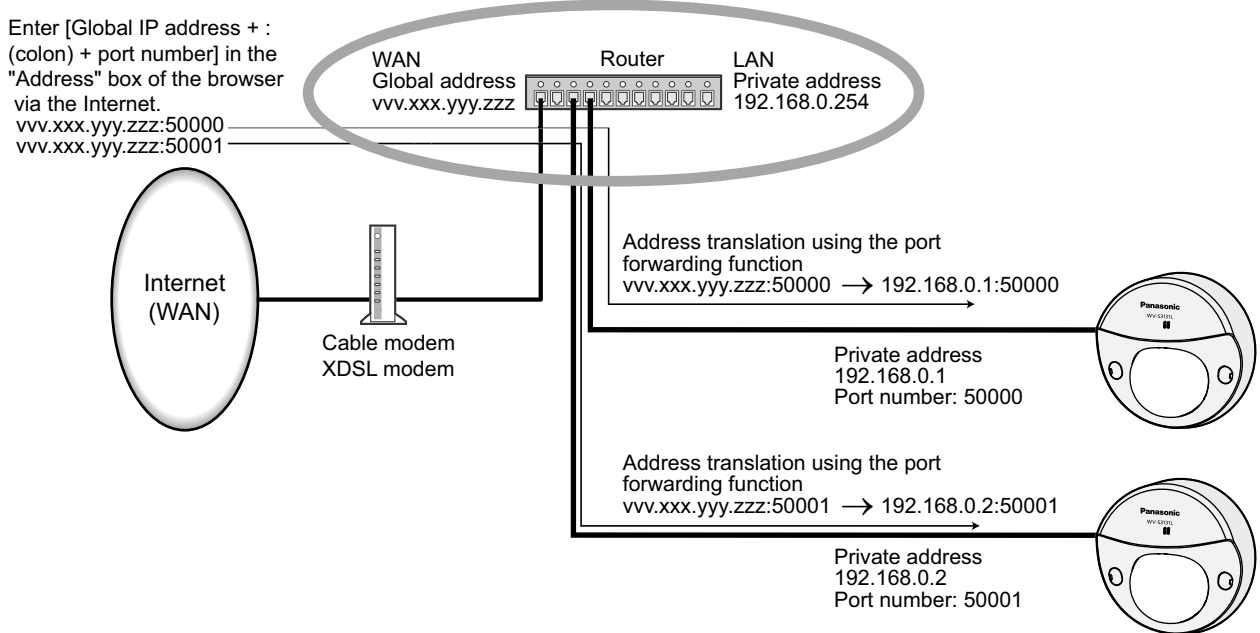 Enter [Global IP address + :
(colon) + port number] in the
"Address" box of the browser
via the Internet.
vvv.xxx.yyy.zzz:50000
vvv.xxx.yyy.zzz:50001
WAN
Global address
vvv.xxx.yyy.zzz
Router
LAN
Private address
192.168.0.254
Internet
(WAN)
Cable modem
XDSL modem
Address translation using the port
forwarding function
vvv.xxx.yyy.zzz:50000 → 192.168.0.1:50000
Panasonic
WV-S3131L
Private address
192.168.0.1
Port number: 50000
Address translation using the port
forwarding function
vvv.xxx.yyy.zzz:50001 → 192.168.0.2:50001
Panasonic
WV-S3131L
Private address
192.168.0.2
Port number: 50001